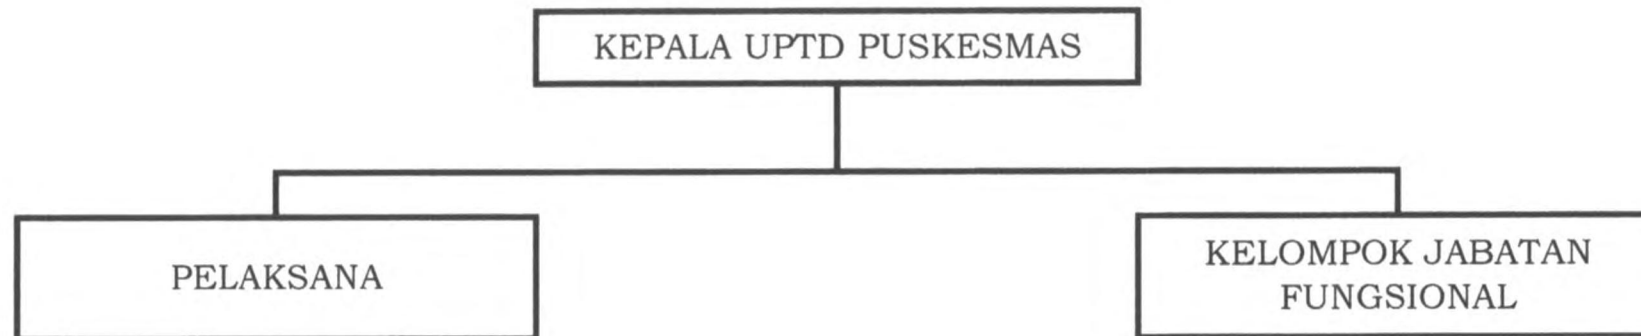 KEPALA UPTD PUSKESMAS
PELAKSANA
KELOMPOK JABATAN
FUNGSIONAL